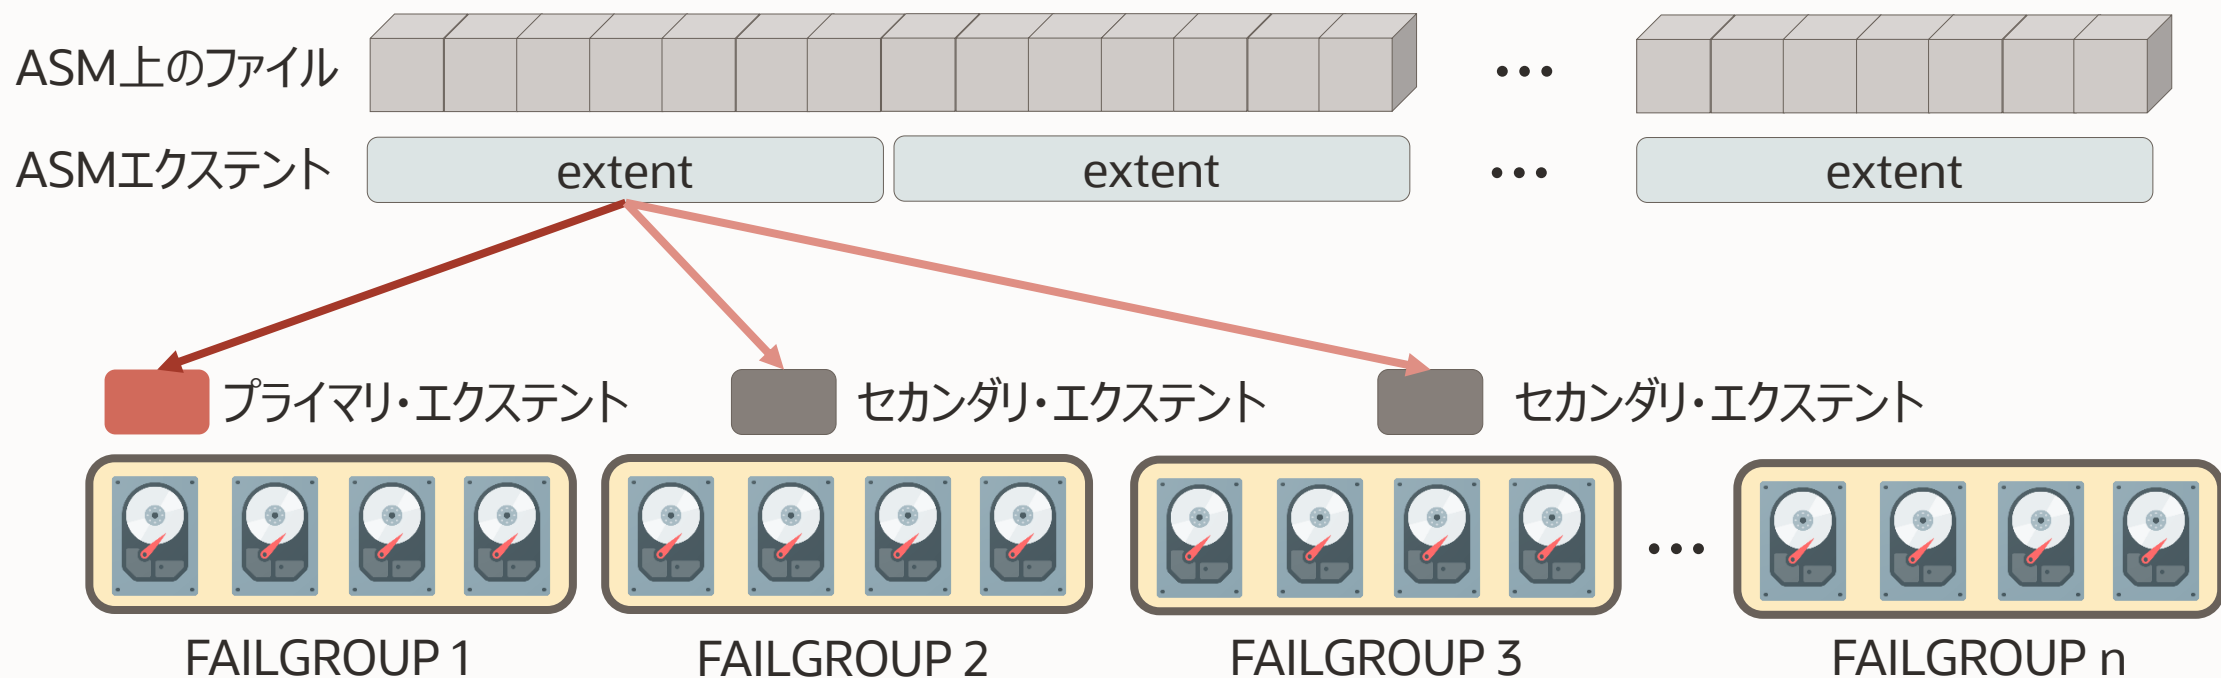 ASM上のファイル
•••
ASMエクステント
extent
extent
•••
extent
プライマリ・エクステント
セカンダリ・エクステント
セカンダリ・エクステント
•••
FAILGROUP 1
FAILGROUP 2
FAILGROUP 3
FAILGROUP n